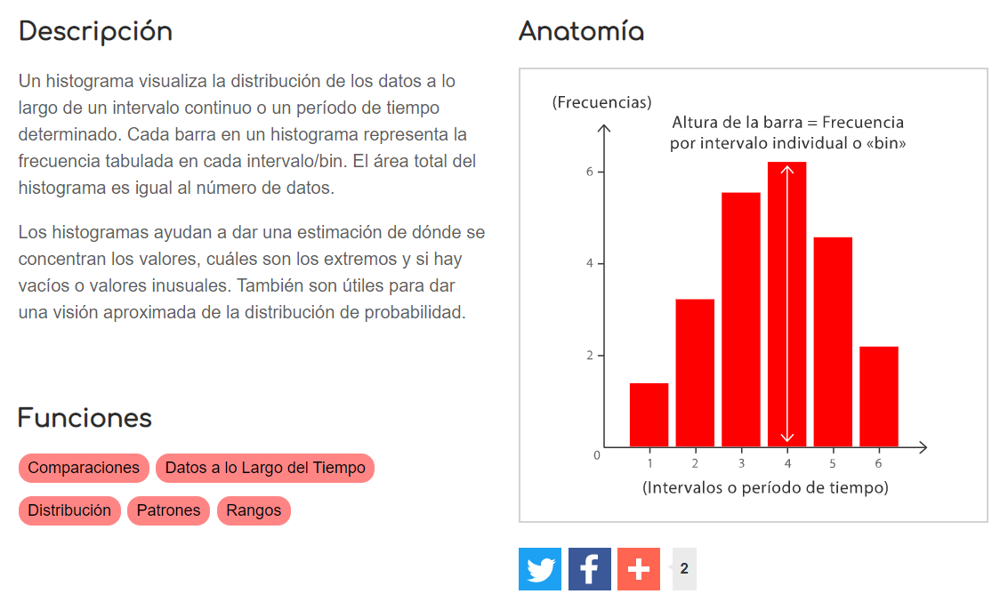 Descripción
Un histograma visualiza la distribución de los datos a lo
largo de un intervalo continuo o un período de tiempo
determinado. Cada barra en un histograma representa la
frecuencia tabulada en cada intervalo/bin. El área total del
histograma es igual al número de datos.
Los histogramas ayudan a dar una estimación de dónde se
concentran los valores, cuáles son los extremos y si hay
vacíos o valores inusuales. También son útiles para dar
una visión aproximada de la distribución de probabilidad.
Funciones
Comparaciones Datos a lo Largo del Tiempo
Distribución Patrones Rangos
Anatomía
(Frecuencias)
Altura de la barra = Frecuencia
por intervalo individual o «bin»
6
4
2
0
1 2 3 4 5 6
(Intervalos o período de tiempo)
2